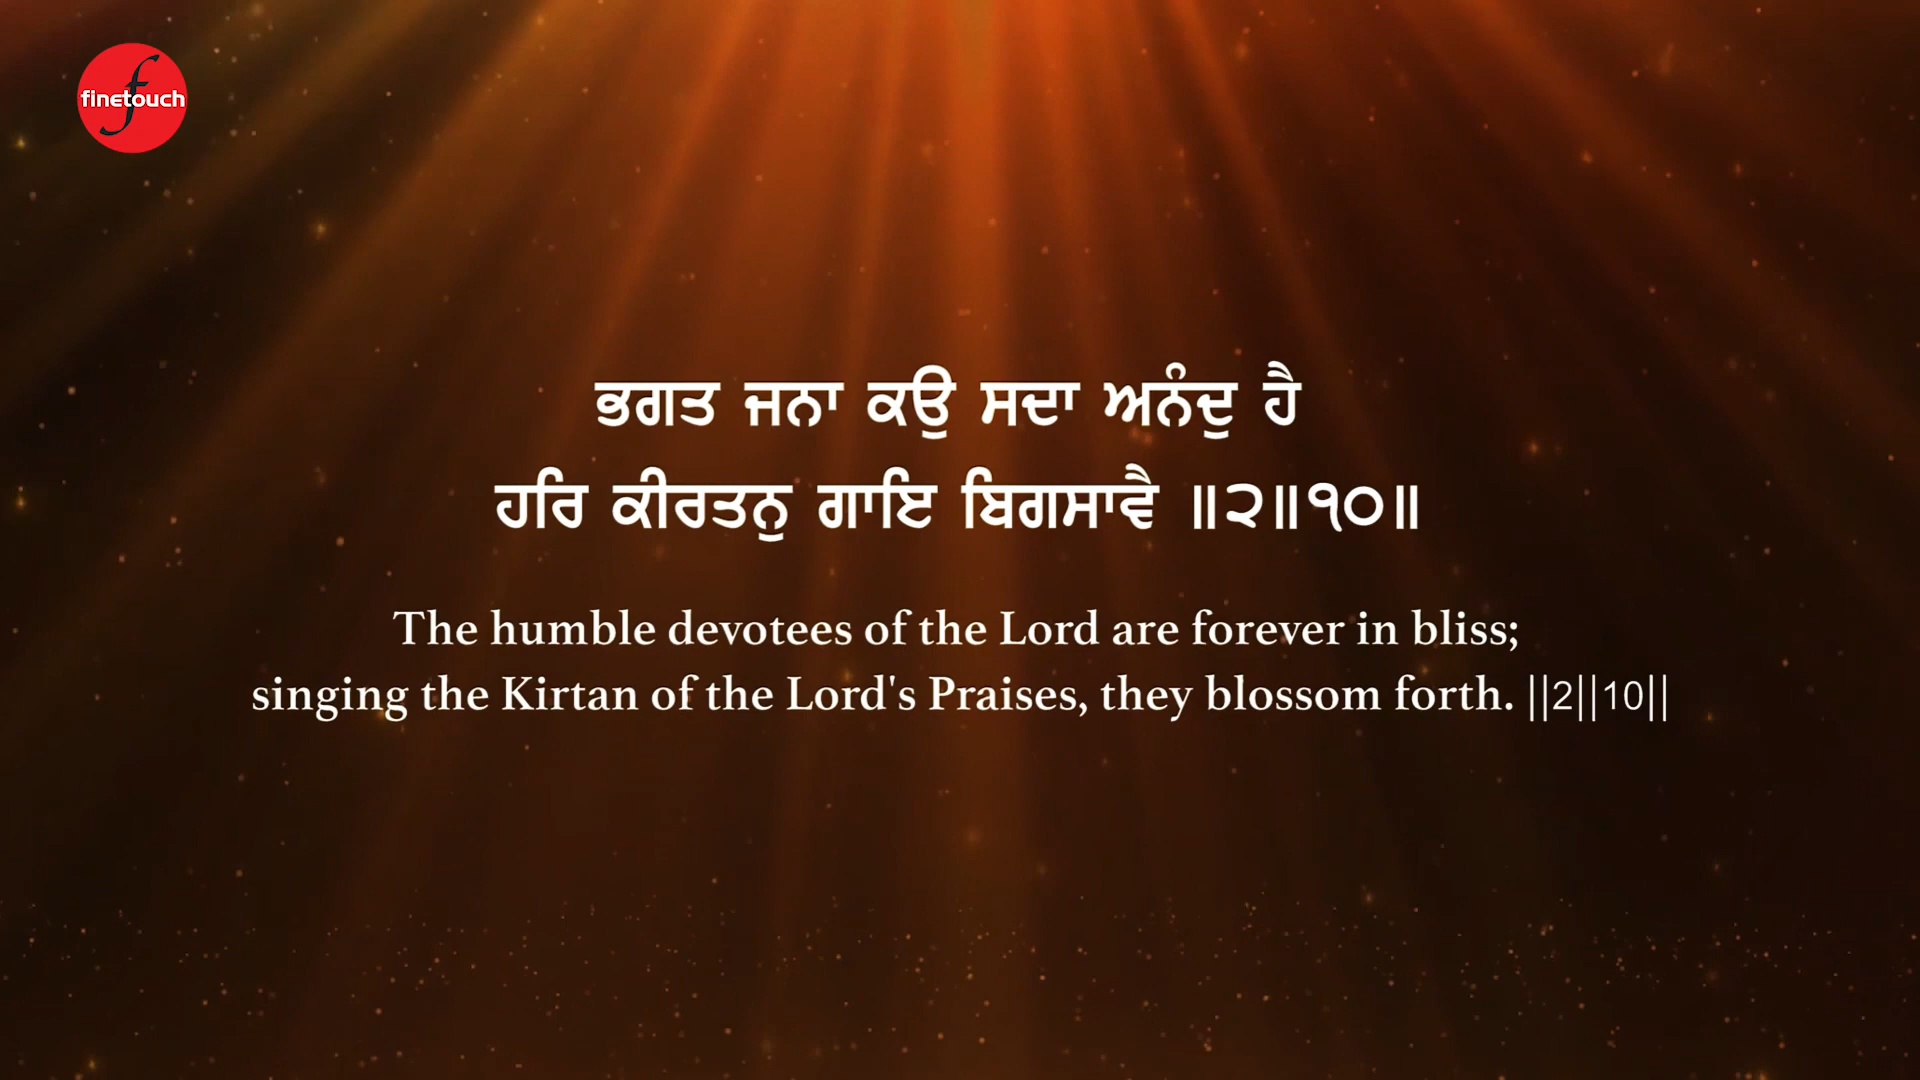 finetouch
ਭਗਤ ਜਨਾ ਕਉ ਸਦਾ ਅਨੰਦੁ ਹੈ
ਹਰਿ ਕੀਰਤਨੁ ਗਾਇ ਬਿਗਸਾਵੈ ॥੨॥੧੦॥
The humble devotees of the Lord are forever in bliss;
singing the Kirtan of the Lord's Praises, they blossom forth. ||2||10||